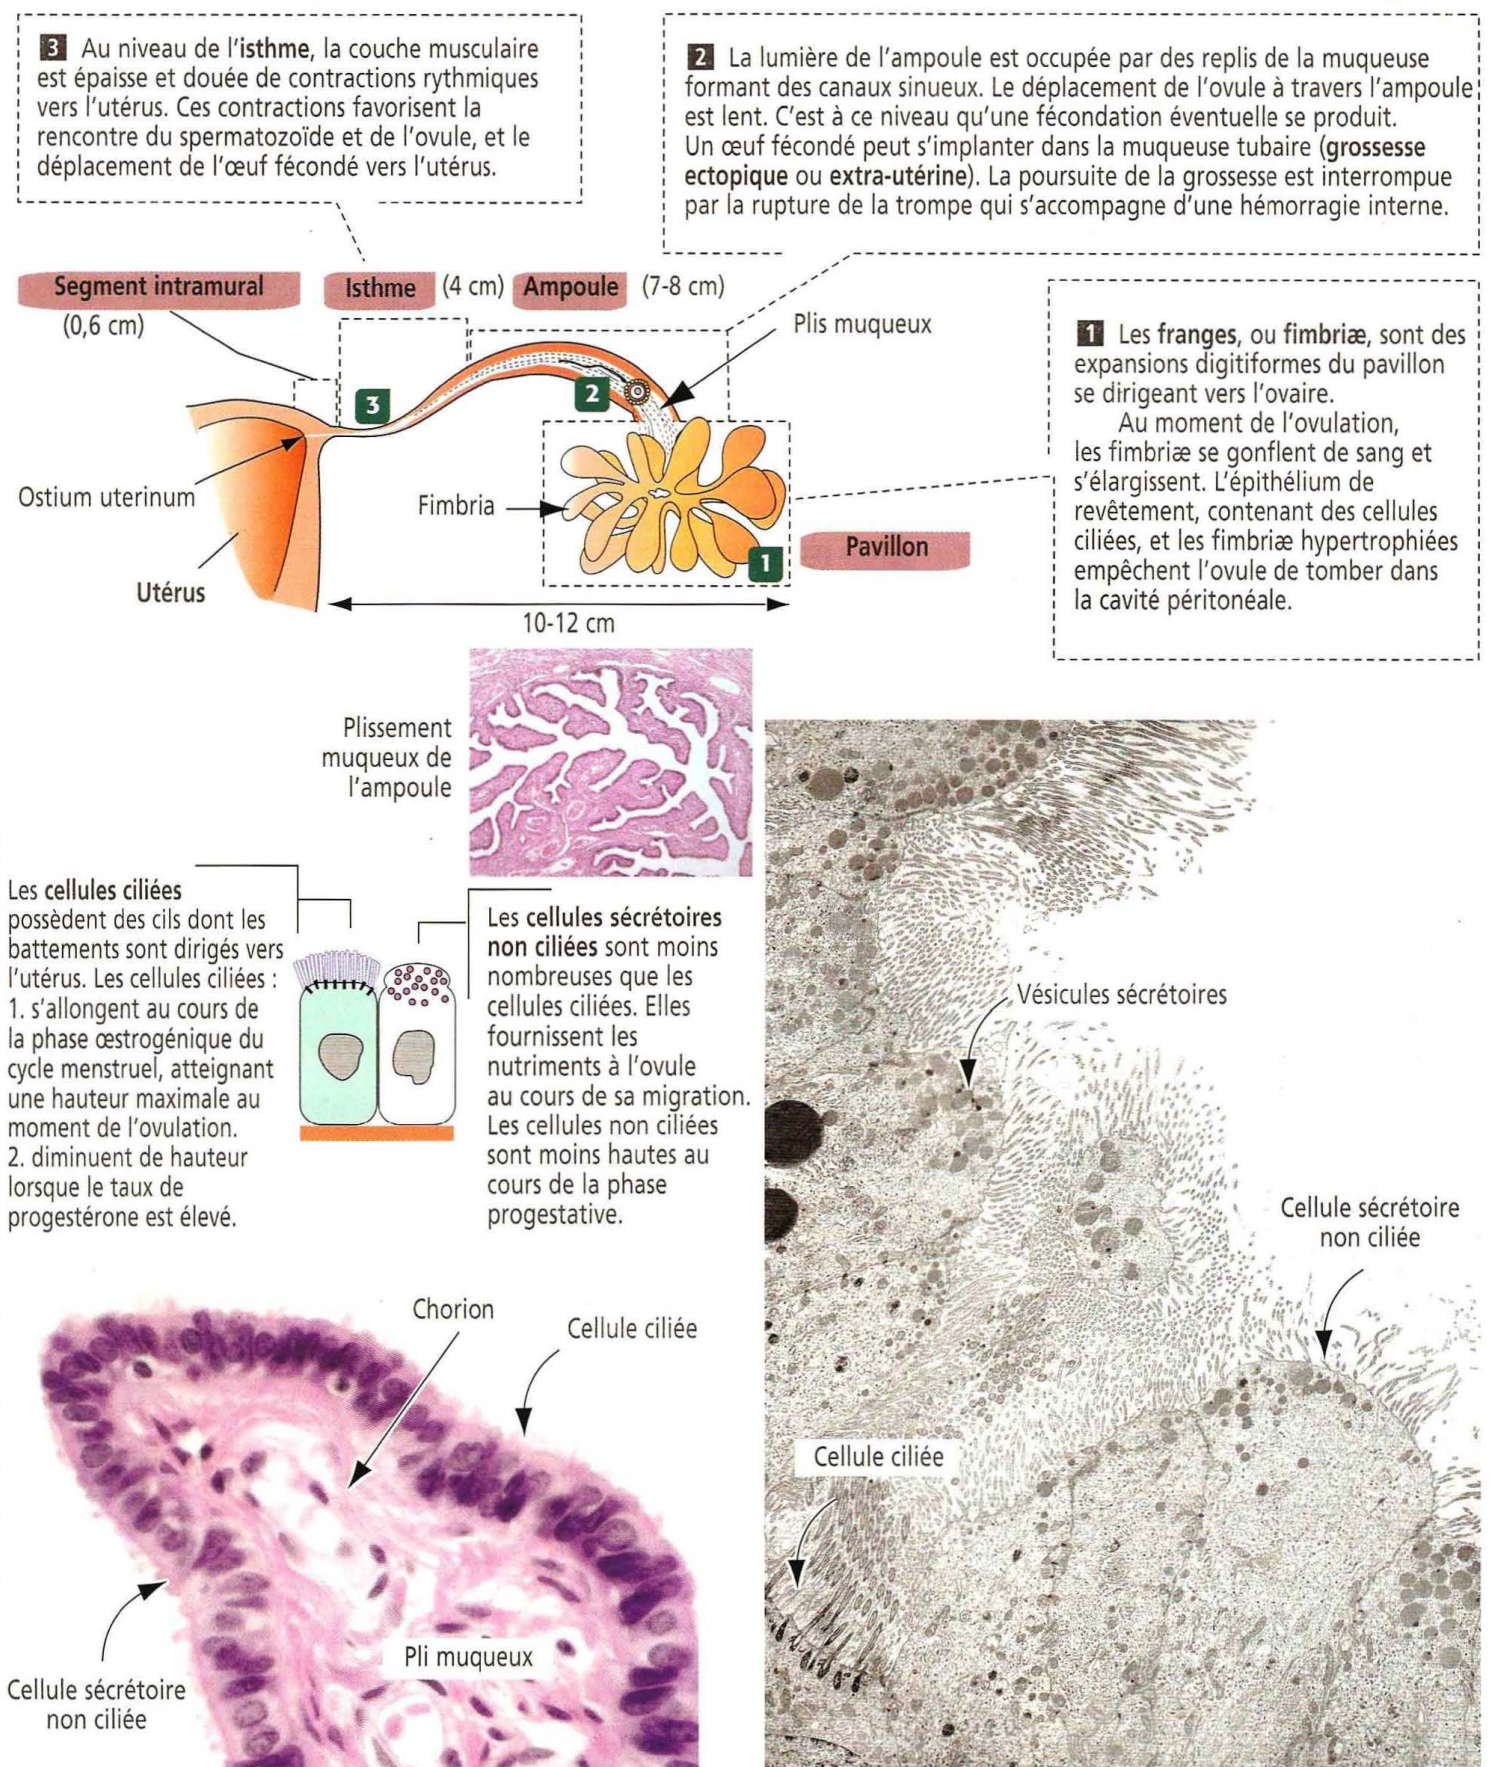 3 Au niveau de l'isthme, la couche musculaire
est épaisse et douée de contractions rythmiques
vers l'utérus. Ces contractions favorisent la
rencontre du spermatozoïde et de l'ovule, et le
déplacement de l'œuf fécondé vers l'utérus.
2 La lumière de l'ampoule est occupée par des replis de la muqueuse
formant des canaux sinueux. Le déplacement de l'ovule à travers l'ampoule
est lent. C'est à ce niveau qu'une fécondation éventuelle se produit.
Un œuf fécondé peut s'implanter dans la muqueuse tubaire (grossesse
ectopique ou extra-utérine). La poursuite de la grossesse est interrompue
par la rupture de la trompe qui s'accompagne d'une hémorragie interne.
Segment intramural
(0,6 cm)
Isthme (4 cm)
Ampoule (7-8 cm)
Plis muqueux
1 Les franges, ou fimbriæ, sont des
expansions digitiformes du pavillon
se dirigeant vers l'ovaire.
Au moment de l'ovulation,
les fimbriæ se gonflent de sang et
s'élargissent. L'épithélium de
revêtement, contenant des cellules
ciliées, et les fimbriæ hypertrophiées
empêchent l'ovule de tomber dans
la cavité péritonéale.
3
2
Ostium uterinum
Fimbria
1
Pavillon
Utérus
10-12 cm
Plissement
muqueux de
l'ampoule
Les cellules ciliées
possèdent des cils dont les
battements sont dirigés vers
l'utérus. Les cellules ciliées :
1. s'allongent au cours de
la phase œstrogénique du
cycle menstruel, atteignant
une hauteur maximale au
moment de l'ovulation.
2. diminuent de hauteur
lorsque le taux de
progestérone est élevé.
Les cellules sécrétoires
non ciliées sont moins
nombreuses que les
cellules ciliées. Elles
fournissent les
nutriments à l'ovule
au cours de sa migration.
Les cellules non ciliées
sont moins hautes au
cours de la phase
progestative.
Vésicules sécrétoires
Cellule sécrétoire
non ciliée
Cellule ciliée
Chorion
Cellule ciliée
Pli muqueux
Cellule sécrétoire
non ciliée